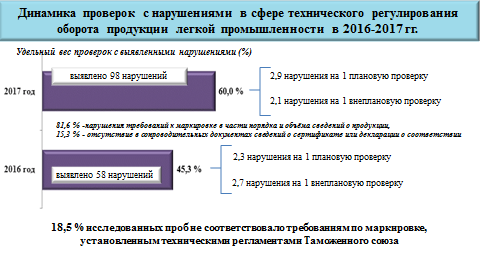 Динамика проверок с нарушениями в сфере технического регулирования
оборота продукции легкой промышленности в 2016-2017 гг.
Удельный вес проверок с выявленными нарушениями (%)
выявлено 98 нарушений
2017 год
60,0 %
2,9 нарушения на 1 плановую проверку
2,1 нарушения на 1 внеплановую проверку
81,6 % -нарушения требований к маркировке в части порядка и объёма сведений о продукции,
15,3 % - отсутствие в сопроводительных документах сведений о сертификате или декларации о соответствии
2016 год
выявлено 58 нарушений
45,3 %
2,3 нарушения на 1 плановую проверку
2,7 нарушения на 1 внеплановую проверку
18,5 % исследованных проб не соответствовало требованиям по маркировке,
установленным техническими регламентами Таможенного союза